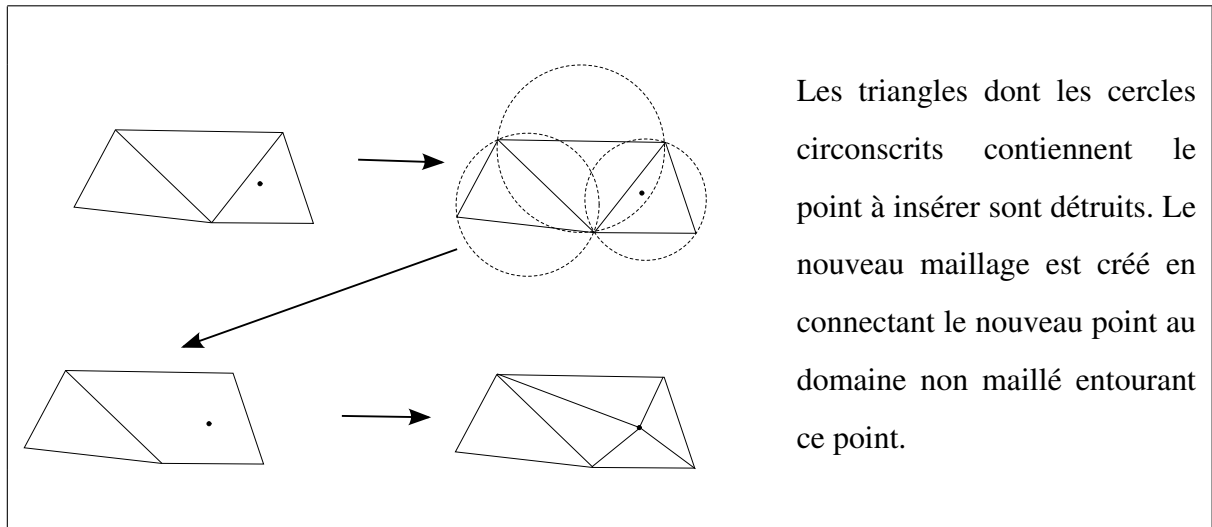 Les triangles dont les cercles
circonscrits contiennent le
point à insérer sont détruits. Le
nouveau maillage est créé en
connectant le nouveau point au
domaine non maillé entourant
ce point.